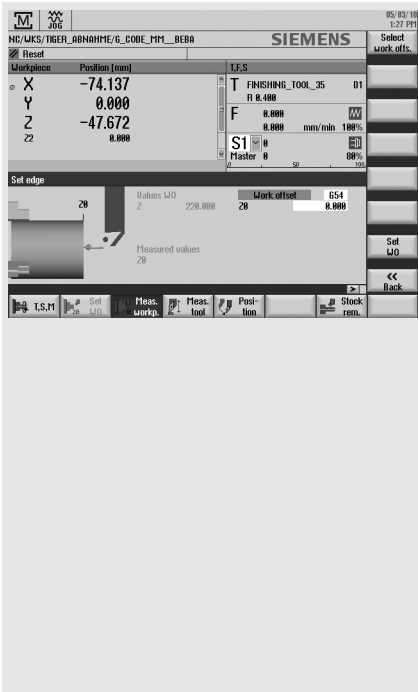 M JOG 05/03/10
1:27 PM
NC/WKS/TIGER_ABNAHME/G_CODE_MM__BEBA SIEMENS
Select
work offs.
Reset
Workpiece Position [mm] T,F,S
X -74.137
Y 0.000
Z -47.672
Z2 0.000
T FINISHING_TOOL_35 D1
R 0.400
F 0.000
0.000 mm/min 100%
S1 0
Master 0 80%
0 50 100
Set edge
Z0
Values WO
Z 220.000
Work offset G54
Z0 0.000
Measured values
Z0
Set
WO
<<
Back
>
T,S,M
Set
WO
Meas.
workp.
Meas.
tool
Posi-
tion
Stock
rem.